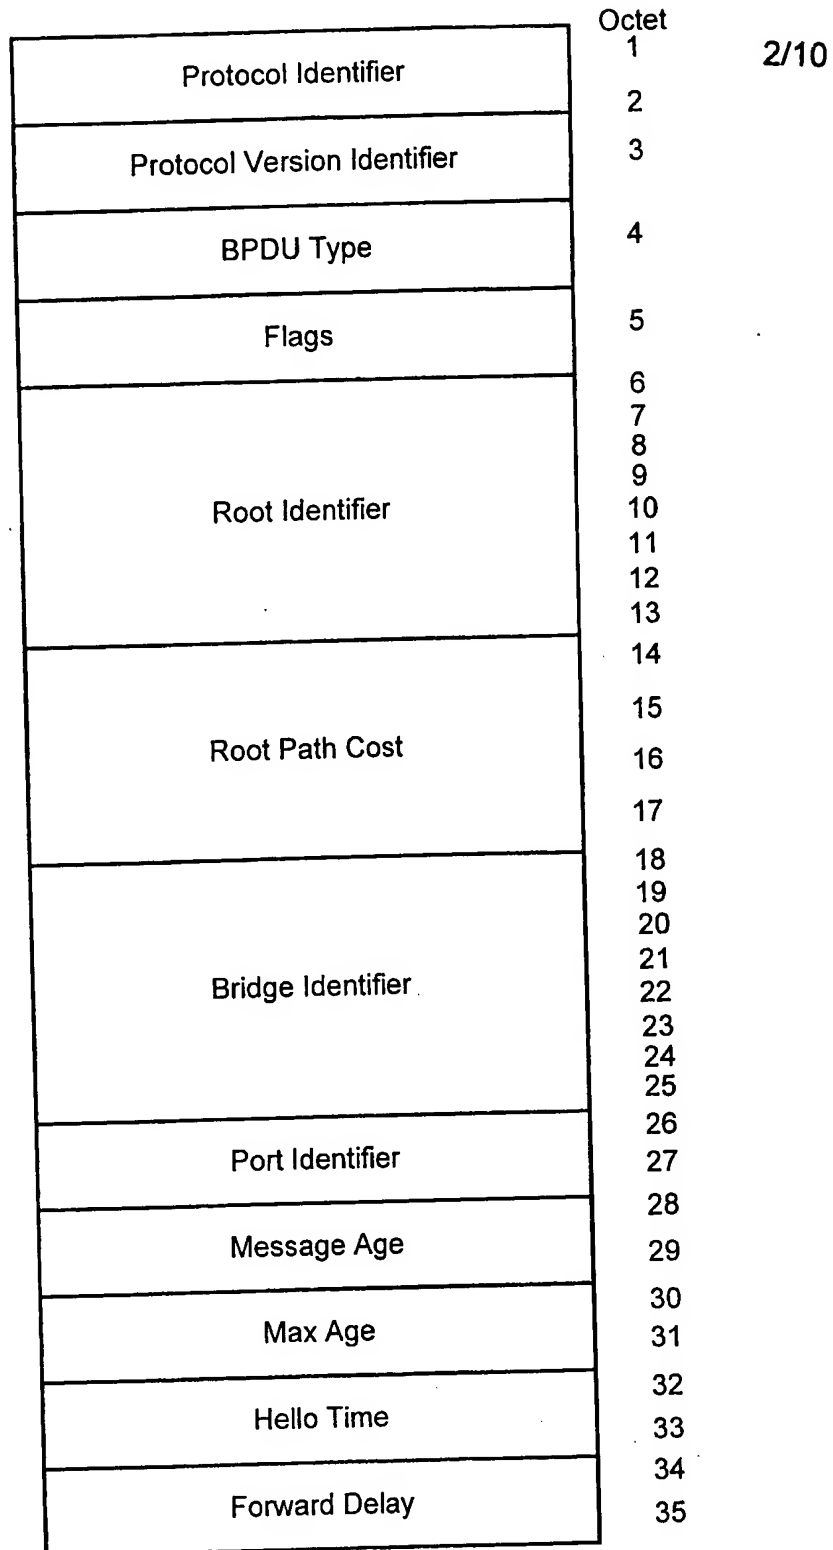 Octet
2/10
Protocol Identifier
1
2
Protocol Version Identifier
3
BPDU Type
4
Flags
5
Root Identifier
6
7
8
9
10
11
12
13
Root Path Cost
14
15
16
17
Bridge Identifier
18
19
20
21
22
23
24
25
Port Identifier
26
27
Message Age
28
29
Max Age
30
31
Hello Time
32
33
Forward Delay
34
35